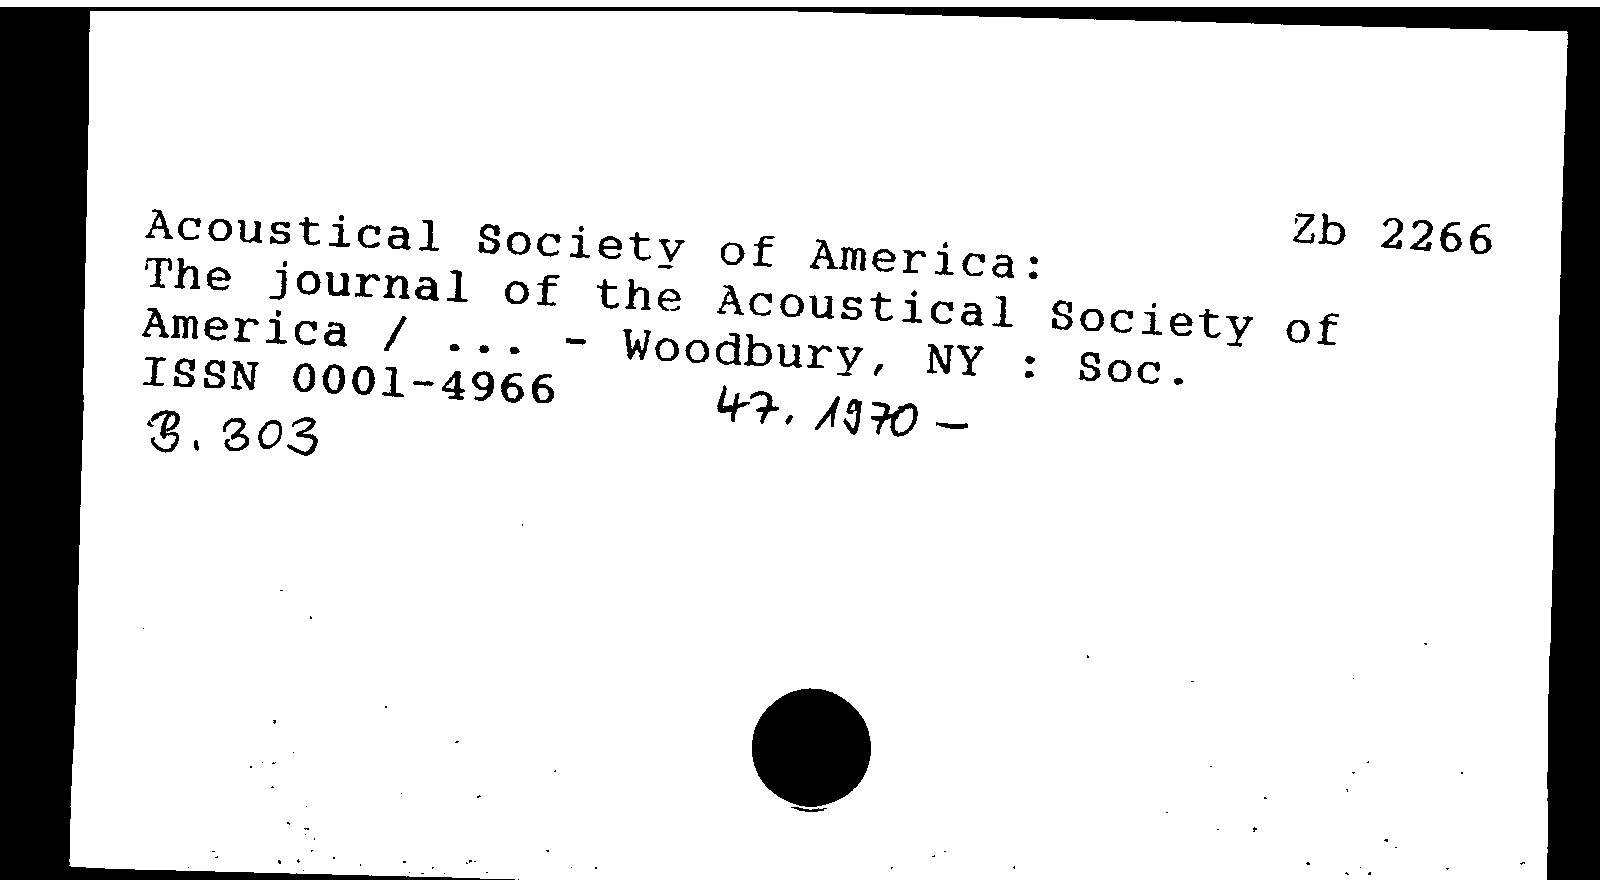 Acoustical Society of America: Zb 2266
The journal of the Acoustical Society of
America / ... - Woodbury, NY : Soc.
ISSN 0001-4966 47. 1970 –
B. 303